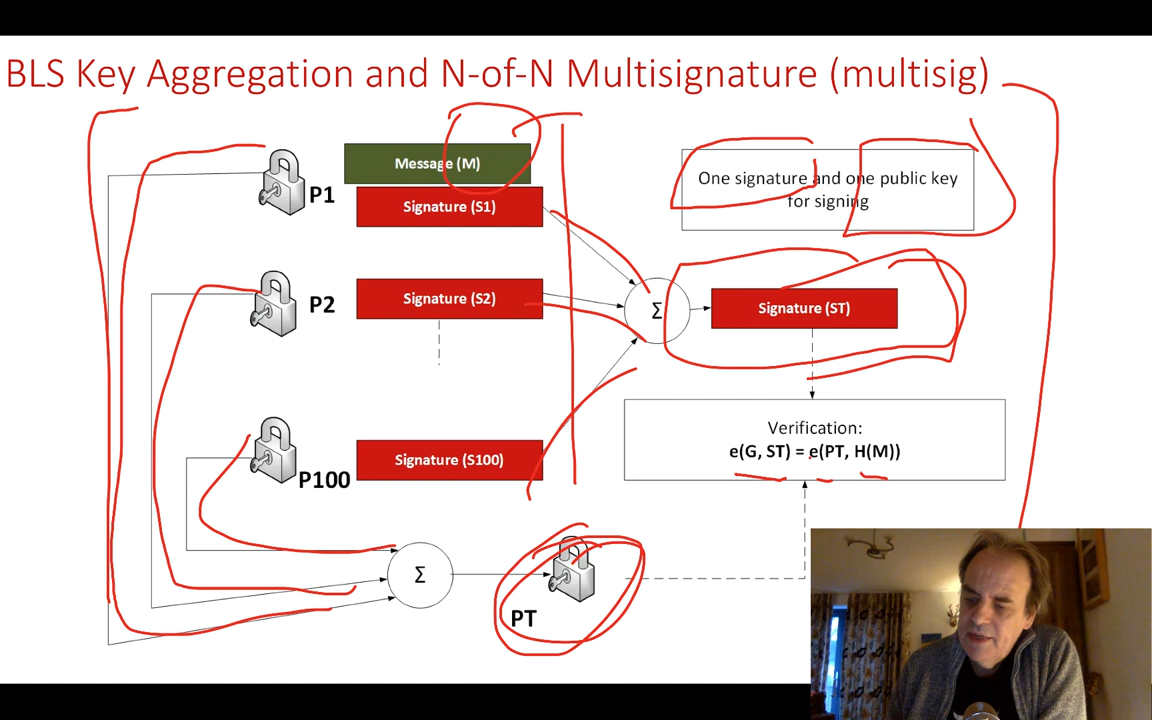 BLS Key Aggregation and N-of-N Multisignature (multisig)
Message (M)
P1
Signature (S1)
One signature and one public key
for signing
P2
Signature (S2)
Σ
Signature (ST)
Verification:
e(G, ST) = e(PT, H(M))
P100
Signature (S100)
Σ
PT